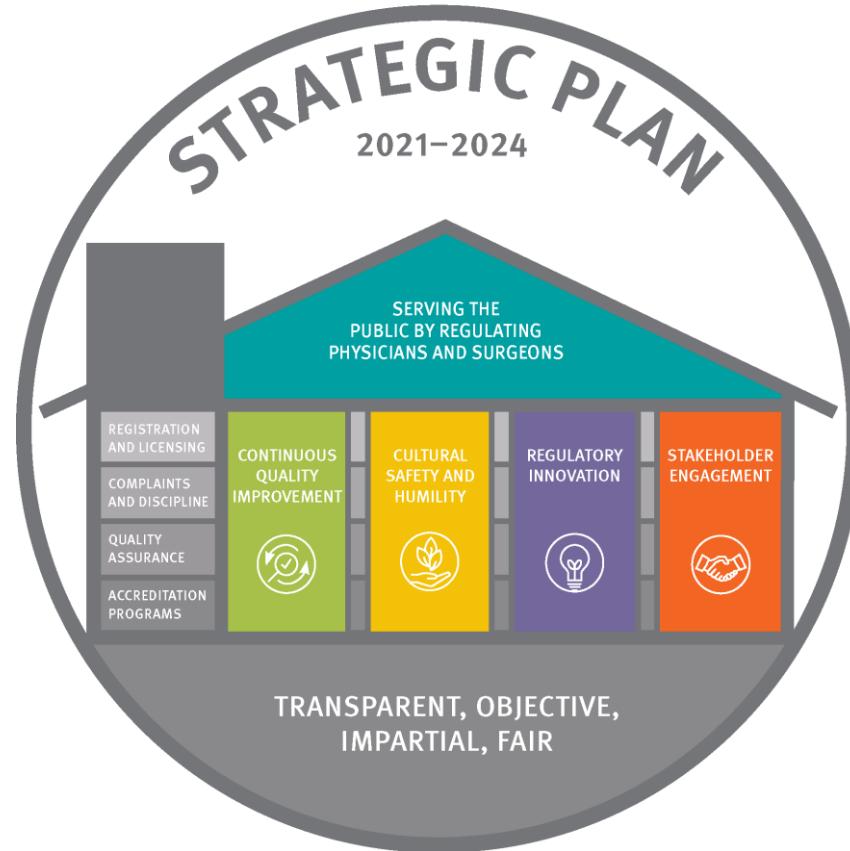 STRATEGIC PLAN
2021–2024
SERVING THE
PUBLIC BY REGULATING
PHYSICIANS AND SURGEONS
REGISTRATION
AND LICENSING
COMPLAINTS
AND DISCIPLINE
QUALITY
ASSURANCE
ACCREDITATION
PROGRAMS
CONTINUOUS
QUALITY
IMPROVEMENT
CULTURAL
SAFETY AND
HUMILITY
REGULATORY
INNOVATION
STAKEHOLDER
ENGAGEMENT
TRANSPARENT, OBJECTIVE,
IMPARTIAL, FAIR